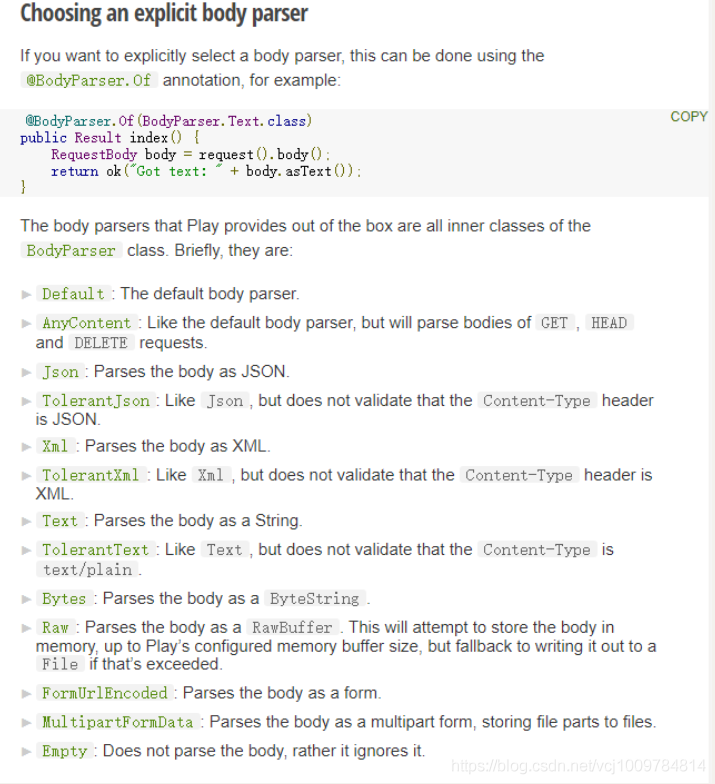 Choosing an explicit body parser
If you want to explicitly select a body parser, this can be done using the
@BodyParser.Of annotation, for example:
@BodyParser.Of(BodyParser.Text.class)
COPY
public Result index() {
RequestBody body = request().body();
return ok("Got text: " + body.asText());
}
The body parsers that Play provides out of the box are all inner classes of the
BodyParser class. Briefly, they are:
Default : The default body parser.
AnyContent : Like the default body parser, but will parse bodies of GET , HEAD
and DELETE requests.
Json : Parses the body as JSON.
TolerantJson : Like Json , but does not validate that the Content-Type header
is JSON.
Xml : Parses the body as XML.
TolerantXml : Like Xml , but does not validate that the Content-Type header is
XML.
Text : Parses the body as a String.
TolerantText : Like Text , but does not validate that the Content-Type is
text/plain .
Bytes : Parses the body as a ByteString .
Raw : Parses the body as a RawBuffer . This will attempt to store the body in
memory, up to Play's configured memory buffer size, but fallback to writing it out to a
File if that's exceeded.
FormUrlEncoded : Parses the body as a form.
MultipartFormData : Parses the body as a multipart form, storing file parts to files.
Empty : Does not parse the body, rather it ignores it.
https://blog.csdn.net/vcj1009784814